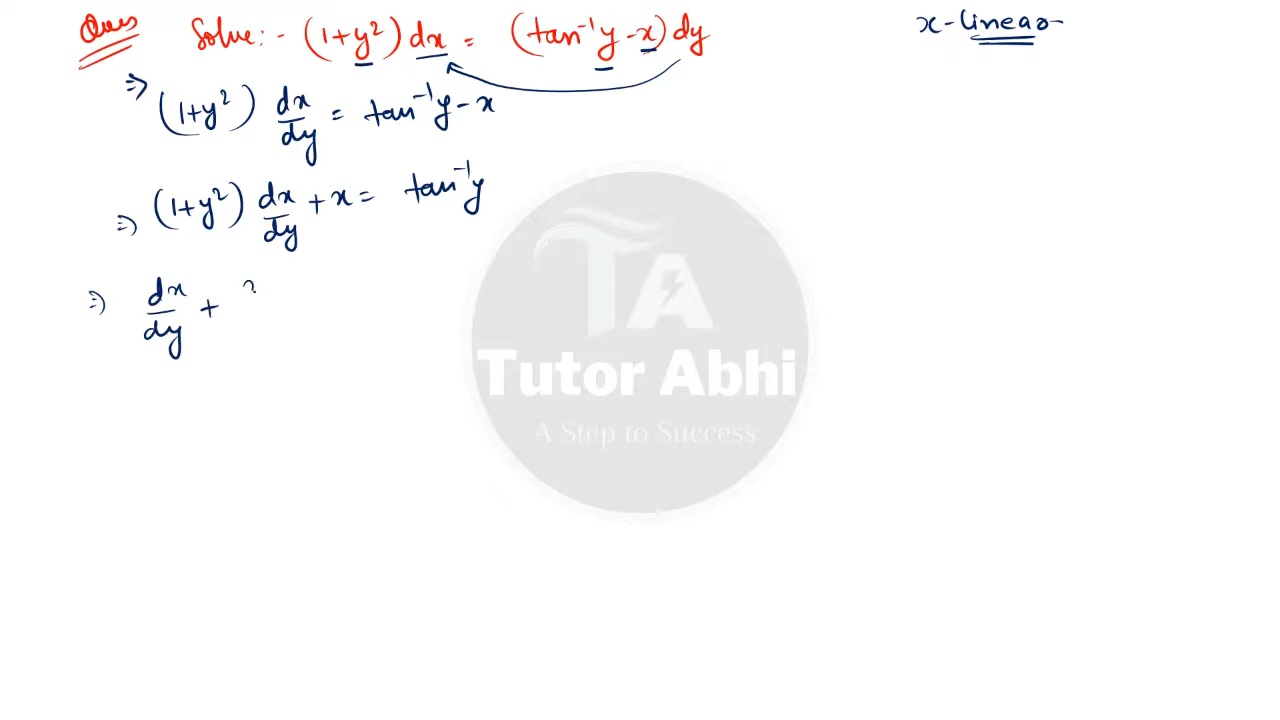 Ques Solve:- (1+y²) dx = (tan⁻¹y - x) dy
x-linear
⇒ (1+y²) dx/dy = tan⁻¹y - x
⇒ (1+y²) dx/dy + x = tan⁻¹y
⇒ dx/dy +
TA
Tutor Abhi
A Step to Success